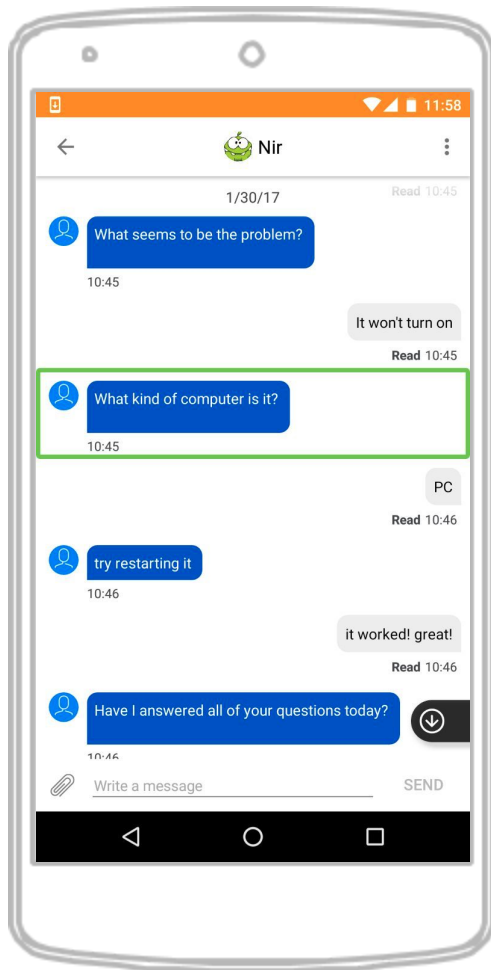 11:58
Nir
1/30/17
Read 10:45
What seems to be the problem?
10:45
It won't turn on
Read 10:45
What kind of computer is it?
10:45
PC
Read 10:46
try restarting it
10:46
it worked! great!
Read 10:46
Have I answered all of your questions today?
10:46
Write a message
SEND